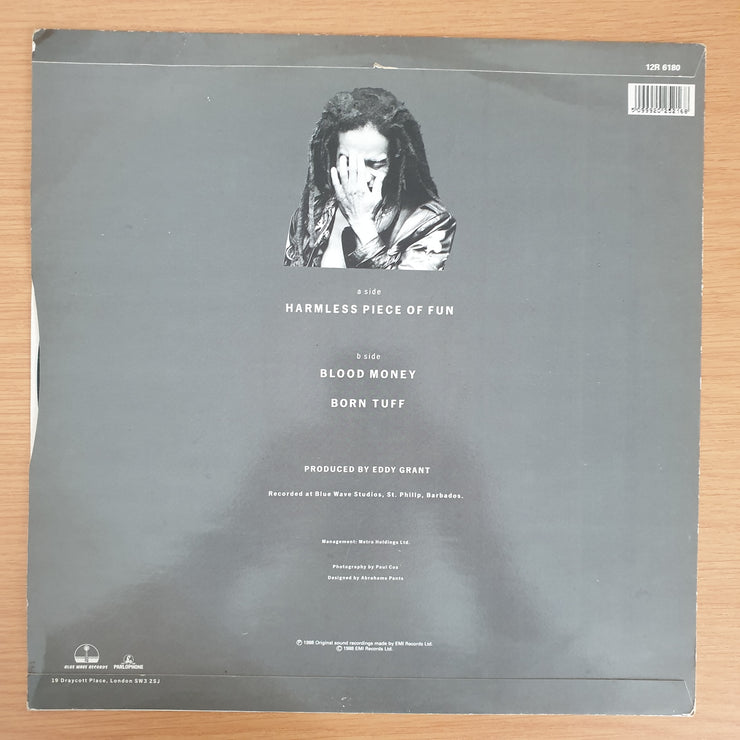 12R 6180
a side
HARMLESS PIECE OF FUN
b side
BLOOD MONEY
BORN TUFF
PRODUCED BY EDDY GRANT
Recorded at Blue Wave Studios, St. Philip, Barbados.
Management: Metra Holdings Ltd.
Photography by Paul Cox
Designed by Abrahams Pants
Ⓟ 1988 Original sound recordings made by EMI Records Ltd.
© 1988 EMI Records Ltd.
BLUE WAVE RECORDS
PARLOPHONE
19 Draycott Place, London SW3 2SJ